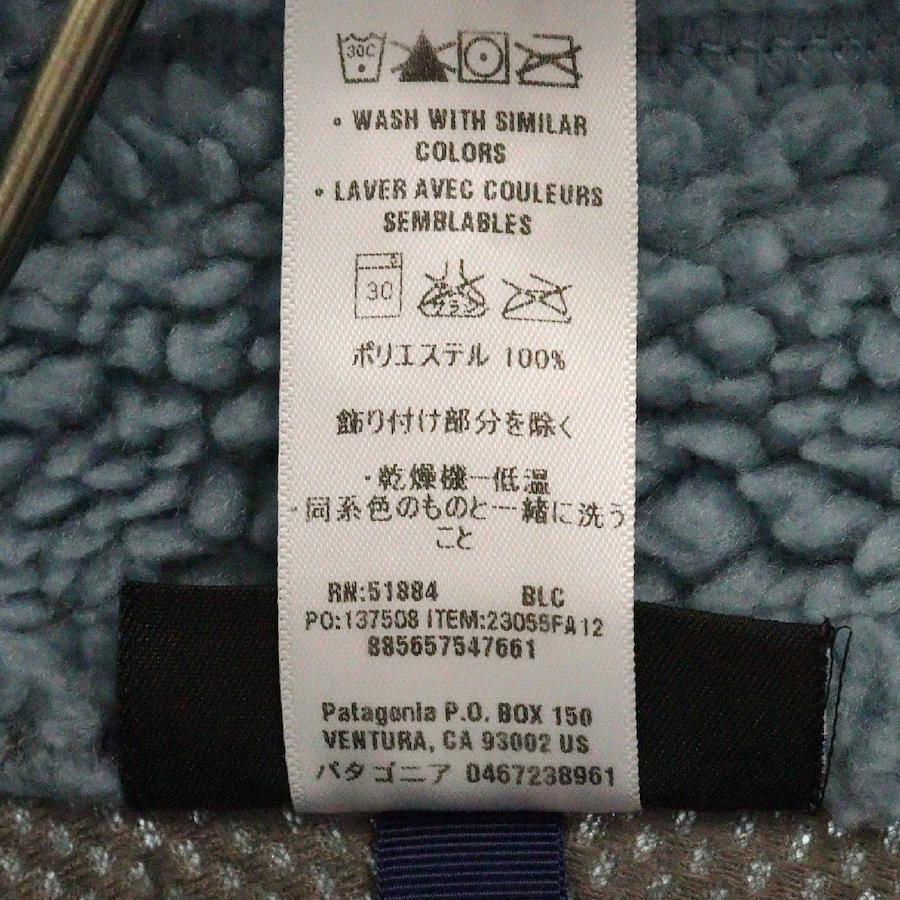 30C
• WASH WITH SIMILAR
COLORS
• LAVER AVEC COULEURS
SEMBLABLES
30
ポリエステル 100%
飾り付け部分を除く
・乾燥機ー低温
・同系色のものと一緒に洗う
こと
RN:51884 BLC
PO:137508 ITEM:23055FA12
885657547661
Patagonia P.O. BOX 150
VENTURA, CA 93002 US
パタゴニア 0467238961